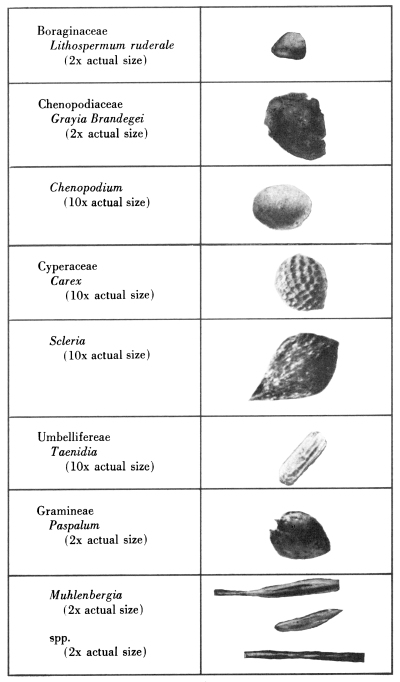 Boraginaceae
Lithospermum ruderale
(2x actual size)
Chenopodiaceae
Grayia Brandegei
(2x actual size)
Chenopodium
(10x actual size)
Cyperaceae
Carex
(10x actual size)
Scleria
(10x actual size)
Umbellifereae
Taenidia
(10x actual size)
Gramineae
Paspalum
(2x actual size)
Muhlenbergia
(2x actual size)
spp.
(2x actual size)